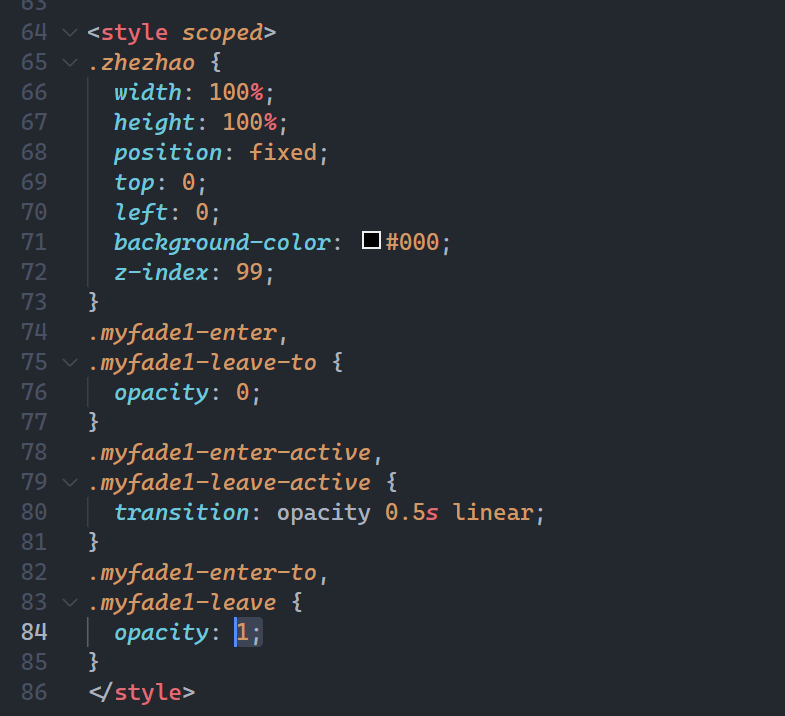 63
64 <style scoped>
65 .zhezhao {
66 width: 100%;
67 height: 100%;
68 position: fixed;
69 top: 0;
70 left: 0;
71 background-color: #000;
72 z-index: 99;
73 }
74 .myfade1-enter,
75 .myfade1-leave-to {
76 opacity: 0;
77 }
78 .myfade1-enter-active,
79 .myfade1-leave-active {
80 transition: opacity 0.5s linear;
81 }
82 .myfade1-enter-to,
83 .myfade1-leave {
84 opacity: 1;
85 }
86 </style>